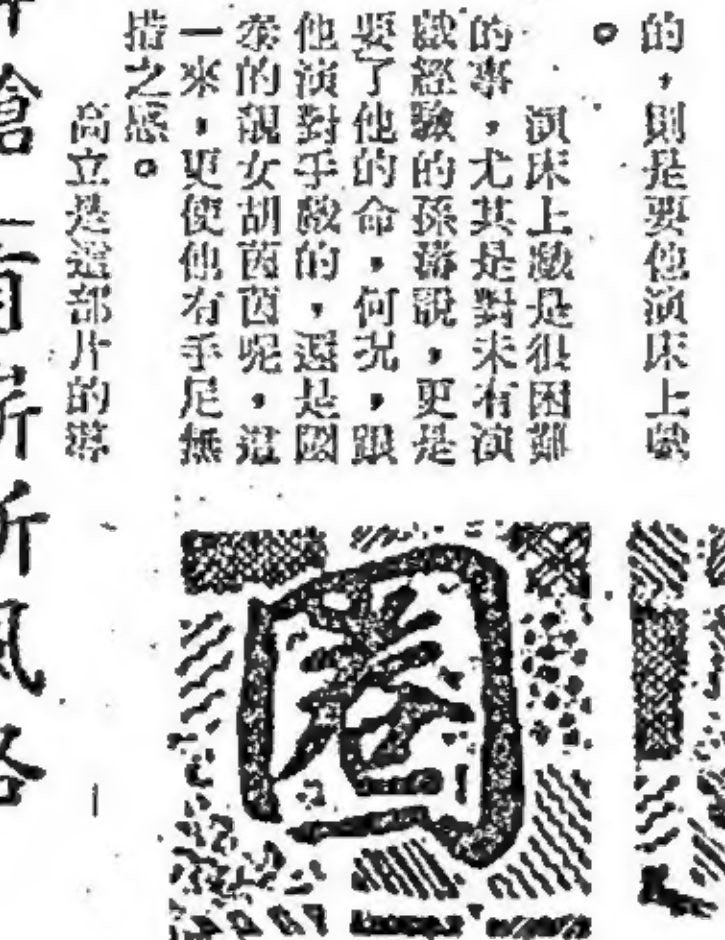 的，則是要他演床上戲
。
演床上戲是很困難
的事，尤其是對未有演
戲經驗的孫滂說，更是
要了他的命，何況，跟
他演對手戲的，還是國
泰的靚女胡茵茵呢，這
一來，更使他有手足無
措之感。
高立是這部片的導
圈